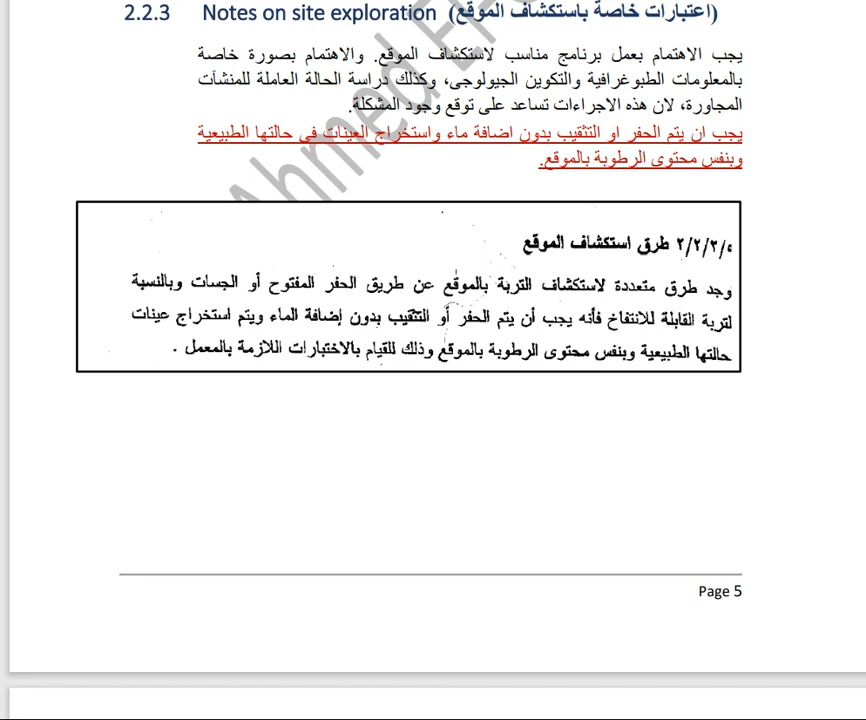 2.2.3 Notes on site exploration (اعتبارات خاصة باستكشاف الموقع)
يجب الاهتمام بعمل برنامج مناسب لاستكشاف الموقع. والاهتمام بصورة خاصة
بالمعلومات الطبوغرافية والتكوين الجيولوجى، وكذلك دراسة الحالة العاملة للمنشآت
المجاورة، لان هذه الاجراءات تساعد على توقع وجود المشكلة.
يجب ان يتم الحفر او التثقيب بدون اضافة ماء واستخراج العينات في حالتها الطبيعية
وبنفس محتوى الرطوبة بالموقع.
٢/٢/٣/٤ طرق استكشاف الموقع
وجد طرق متعددة لاستكشاف التربة بالموقع عن طريق الحفر المفتوح أو الجسات وبالنسبة
لتربة القابلة للانتفاخ فأنه يجب أن يتم الحفر أو التثقيب بدون إضافة الماء ويتم استخراج عينات
حالتها الطبيعية وبنفس محتوى الرطوبة بالموقع وذلك للقيام بالاختبارات اللازمة بالمعمل .
Ahmed El
Page 5